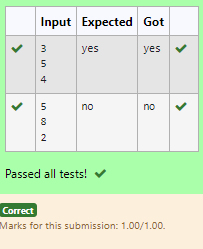 Input Expected Got
3 yes yes
5
4
5 no no
8
2
Passed all tests!
Correct
Marks for this submission: 1.00/1.00.